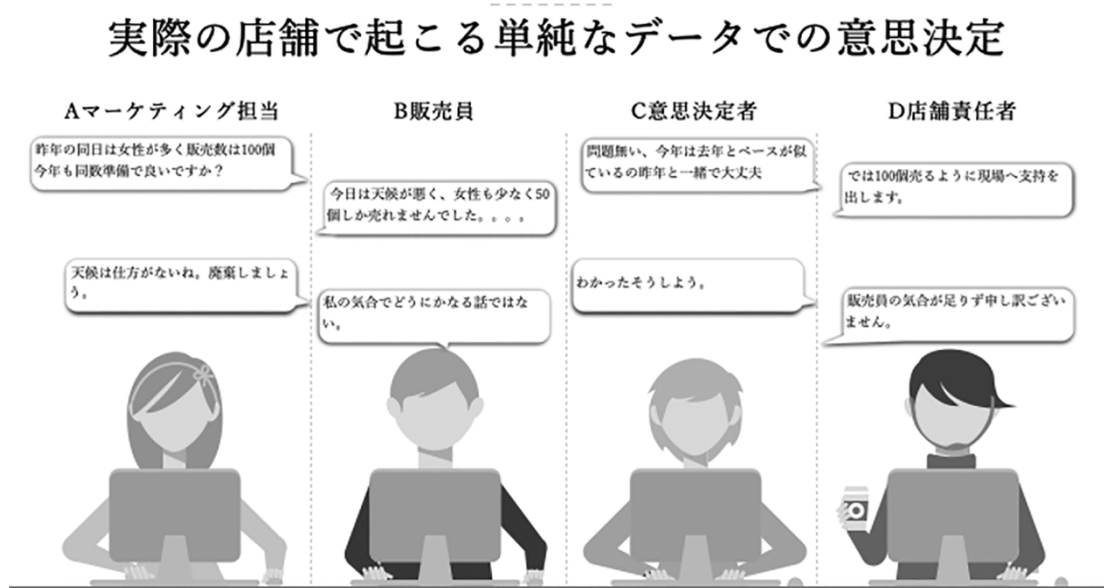 実際の店舗で起こる単純なデータでの意思決定
Aマーケティング担当
昨年の同日は女性が多く販売数は100個
今年も同数準備で良いですか？
天候は仕方がないね。廃棄しましょ
う。
B販売員
今日は天候が悪く、女性も少なく50
個しか売れませんでした。。。。
私の気合でどうにかなる話ではな
い。
C意思決定者
問題無い、今年は去年とペースが似
ているの昨年と一緒で大丈夫
わかったそうしよう。
D店舗責任者
では100個売るように現場へ支持を
出します。
販売員の気合が足りず申し訳ござい
ません。